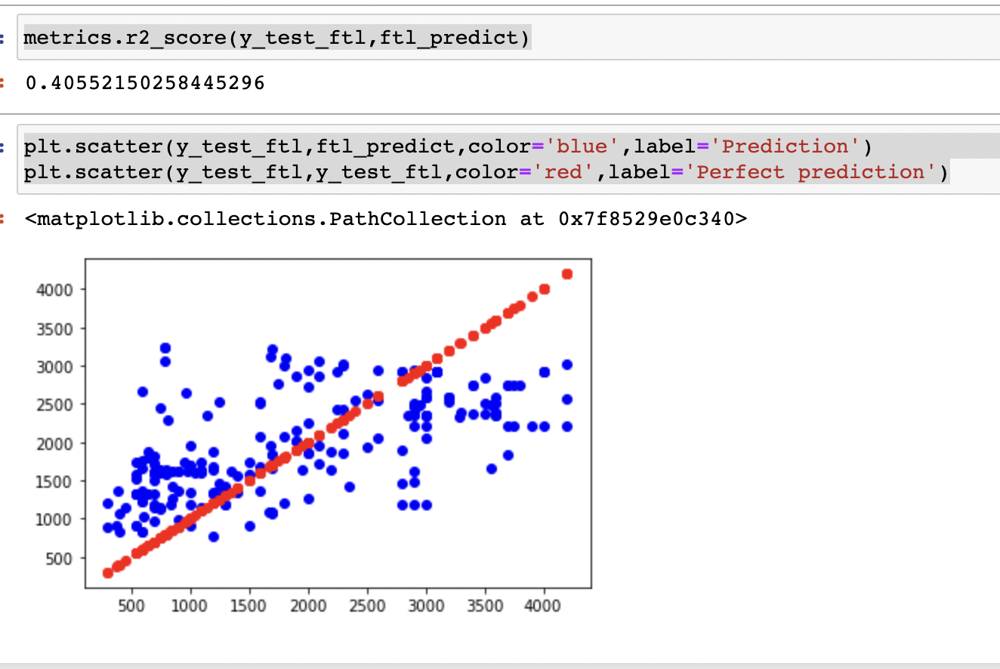 metrics.r2_score(y_test_ftl,ftl_predict)
: 0.40552150258445296
: plt.scatter(y_test_ftl,ftl_predict,color='blue',label='Prediction')
plt.scatter(y_test_ftl,y_test_ftl,color='red',label='Perfect prediction')
: <matplotlib.collections.PathCollection at 0x7f8529e0c340>
4000
3500
3000
2500
2000
1500
1000
500
500 1000 1500 2000 2500 3000 3500 4000